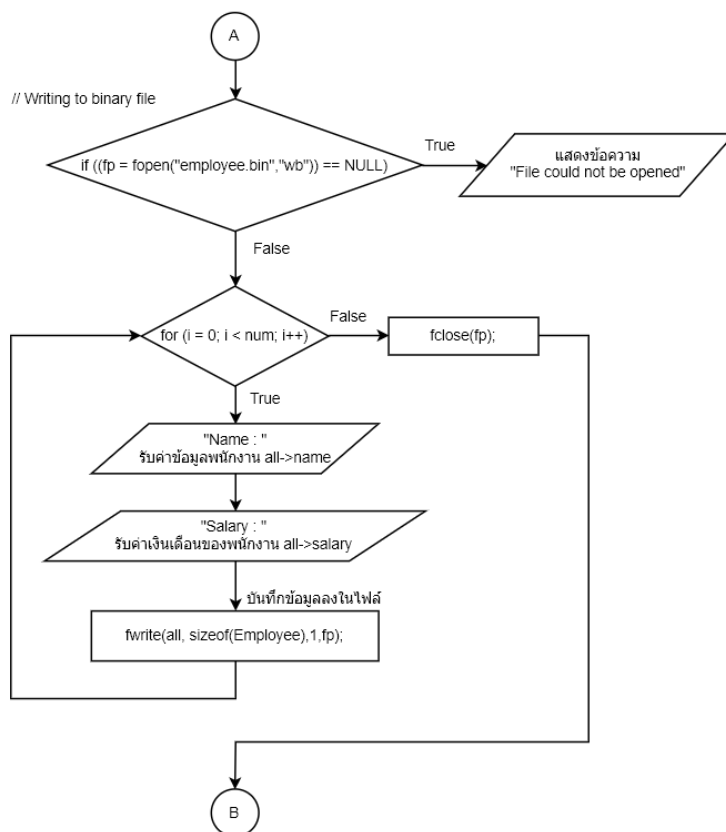 A
// Writing to binary file
if ((fp = fopen("employee.bin","wb")) == NULL)
True
แสดงข้อความ
"File could not be opened"
False
for (i = 0; i < num; i++)
False
fclose(fp);
True
"Name : "
รับค่าข้อมูลพนักงาน all->name
"Salary : "
รับค่าเงินเดือนของพนักงาน all->salary
บันทึกข้อมูลลงในไฟล์
fwrite(all, sizeof(Employee),1,fp);
B